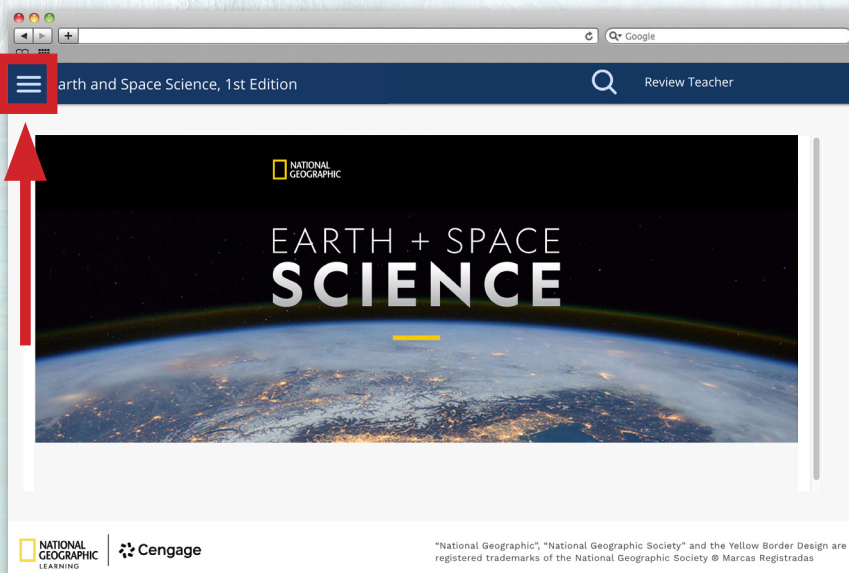 Google
arth and Space Science, 1st Edition
Review Teacher
NATIONAL
GEOGRAPHIC
EARTH + SPACE
SCIENCE
NATIONAL
GEOGRAPHIC
LEARNING
Cengage
"National Geographic", "National Geographic Society" and the Yellow Border Design are
registered trademarks of the National Geographic Society ® Marcas Registradas